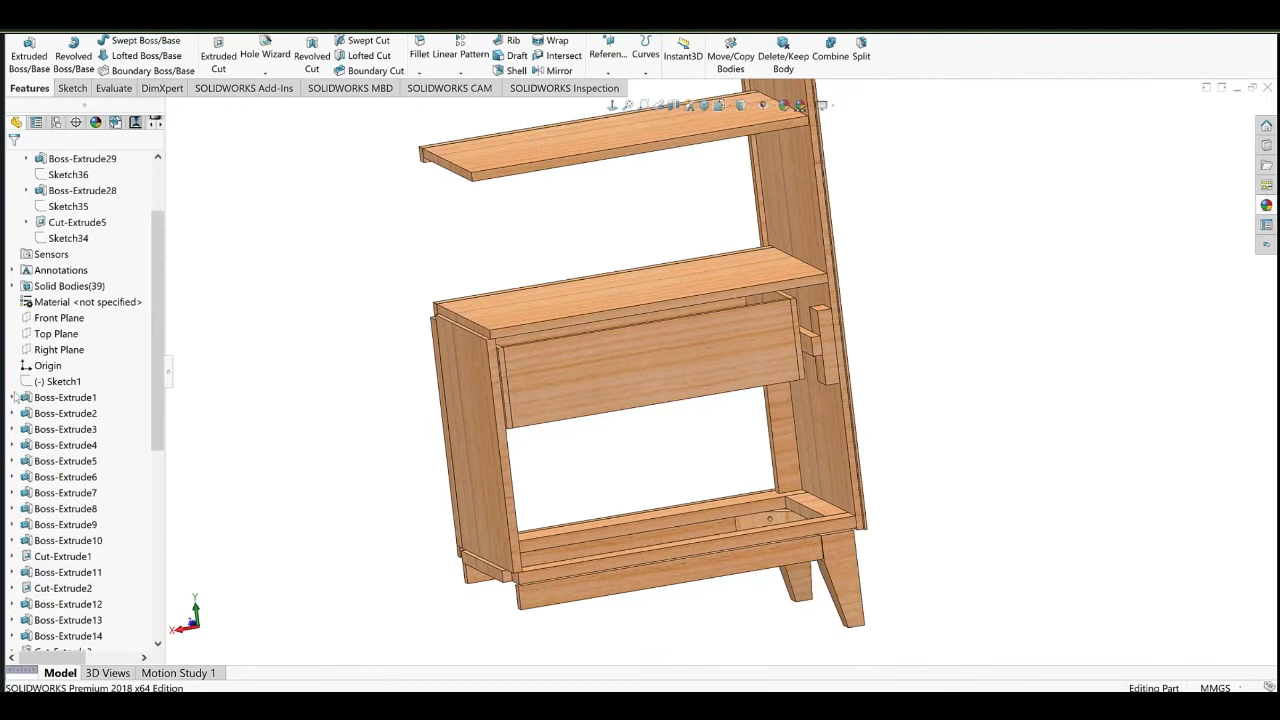 Extruded Boss/Base
Revolved Boss/Base
Swept Boss/Base
Lofted Boss/Base
Boundary Boss/Base
Extruded Cut
Hole Wizard
Revolved Cut
Swept Cut
Lofted Cut
Boundary Cut
Fillet
Linear Pattern
Rib
Draft
Shell
Wrap
Intersect
Mirror
Referen...
Curves
Instant3D
Move/Copy Bodies
Delete/Keep Body
Combine
Split
Features
Sketch
Evaluate
DimXpert
SOLIDWORKS Add-Ins
SOLIDWORKS MBD
SOLIDWORKS CAM
SOLIDWORKS Inspection
Boss-Extrude29
Sketch36
Boss-Extrude28
Sketch35
Cut-Extrude5
Sketch34
Sensors
Annotations
Solid Bodies(39)
Material <not specified>
Front Plane
Top Plane
Right Plane
Origin
(-) Sketch1
Boss-Extrude1
Boss-Extrude2
Boss-Extrude3
Boss-Extrude4
Boss-Extrude5
Boss-Extrude6
Boss-Extrude7
Boss-Extrude8
Boss-Extrude9
Boss-Extrude10
Cut-Extrude1
Boss-Extrude11
Cut-Extrude2
Boss-Extrude12
Boss-Extrude13
Boss-Extrude14
Y
X
Z
Model
3D Views
Motion Study 1
SOLIDWORKS Premium 2018 x64 Edition
Editing Part
MMGS